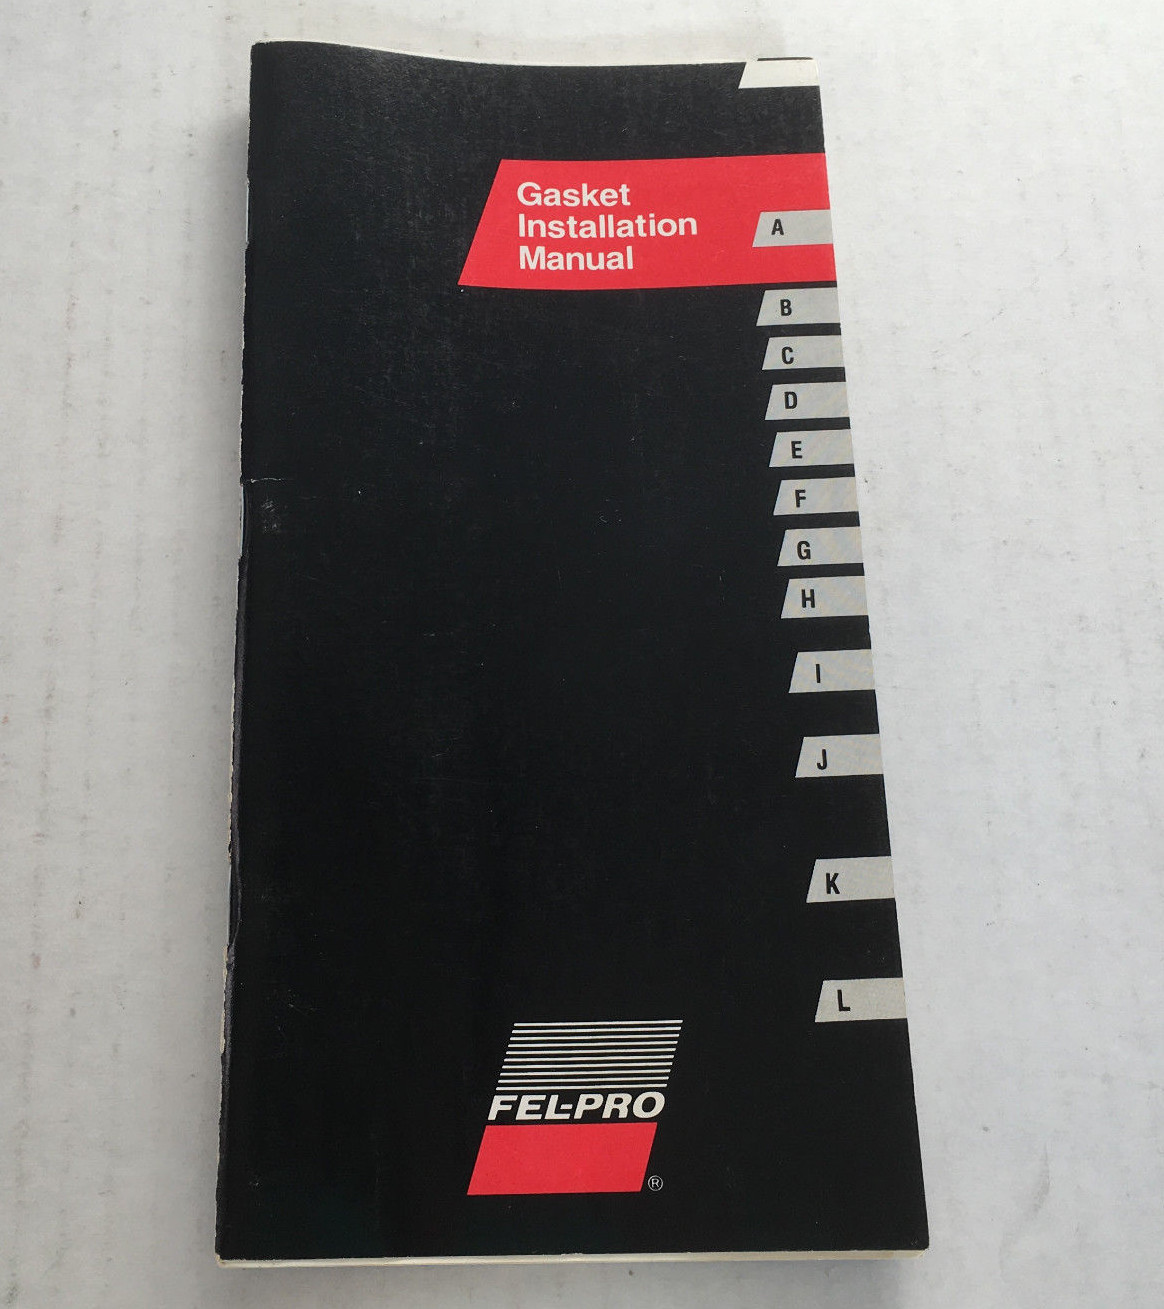 Gasket
Installation
Manual
A
B
C
D
E
F
G
H
I
J
K
L
FEL-PRO
®